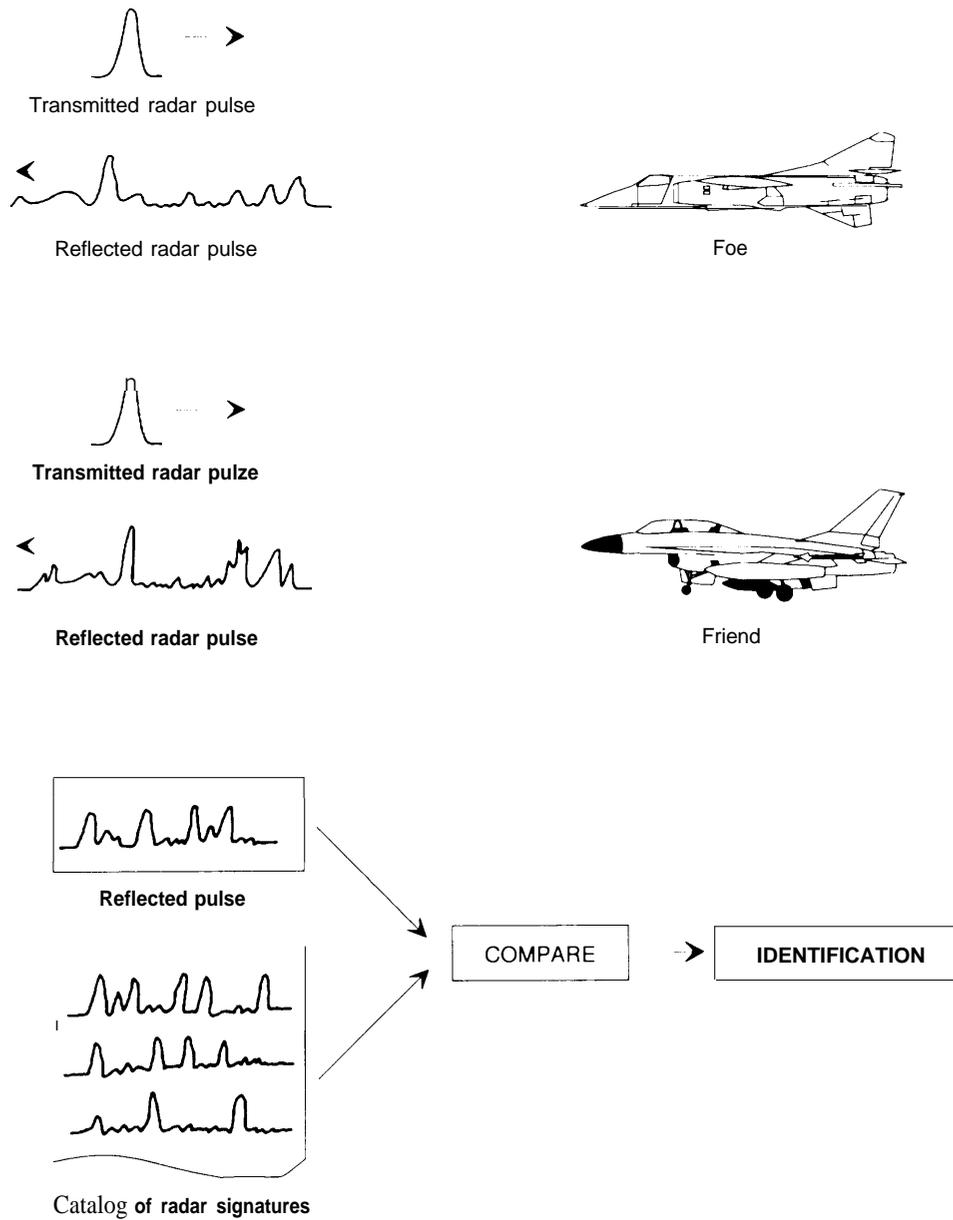 Transmitted radar pulse
Reflected radar pulse
Foe
Transmitted radar pulze
Reflected radar pulse
Friend
Reflected pulse
COMPARE
IDENTIFICATION
Catalog of radar signatures